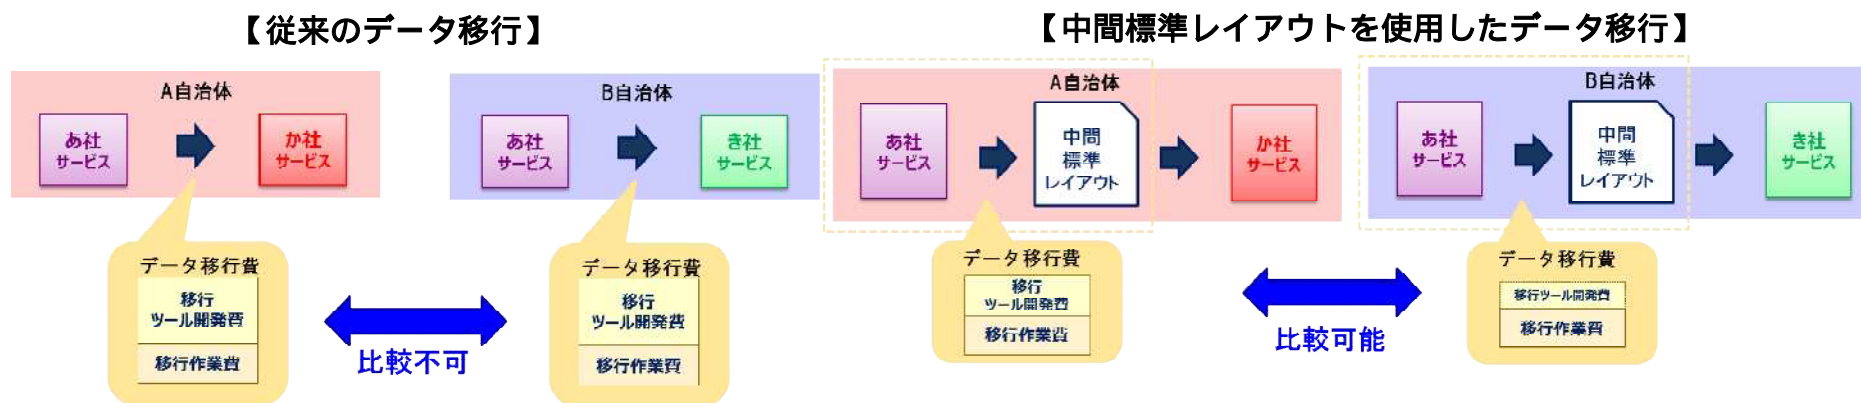 【従来のデータ移行】
A自治体
あ社
サービス
か社
サービス
データ移行費
移行
ツール開発費
移行作業費
B自治体
あ社
サービス
き社
サービス
データ移行費
移行
ツール開発費
移行作業費
比較不可
【中間標準レイアウトを使用したデータ移行】
A自治体
あ社
サービス
中間
標準
レイアウト
か社
サービス
データ移行費
移行
ツール開発費
移行作業費
B自治体
あ社
サービス
中間
標準
レイアウト
き社
サービス
データ移行費
移行ツール開発費
移行作業費
比較可能